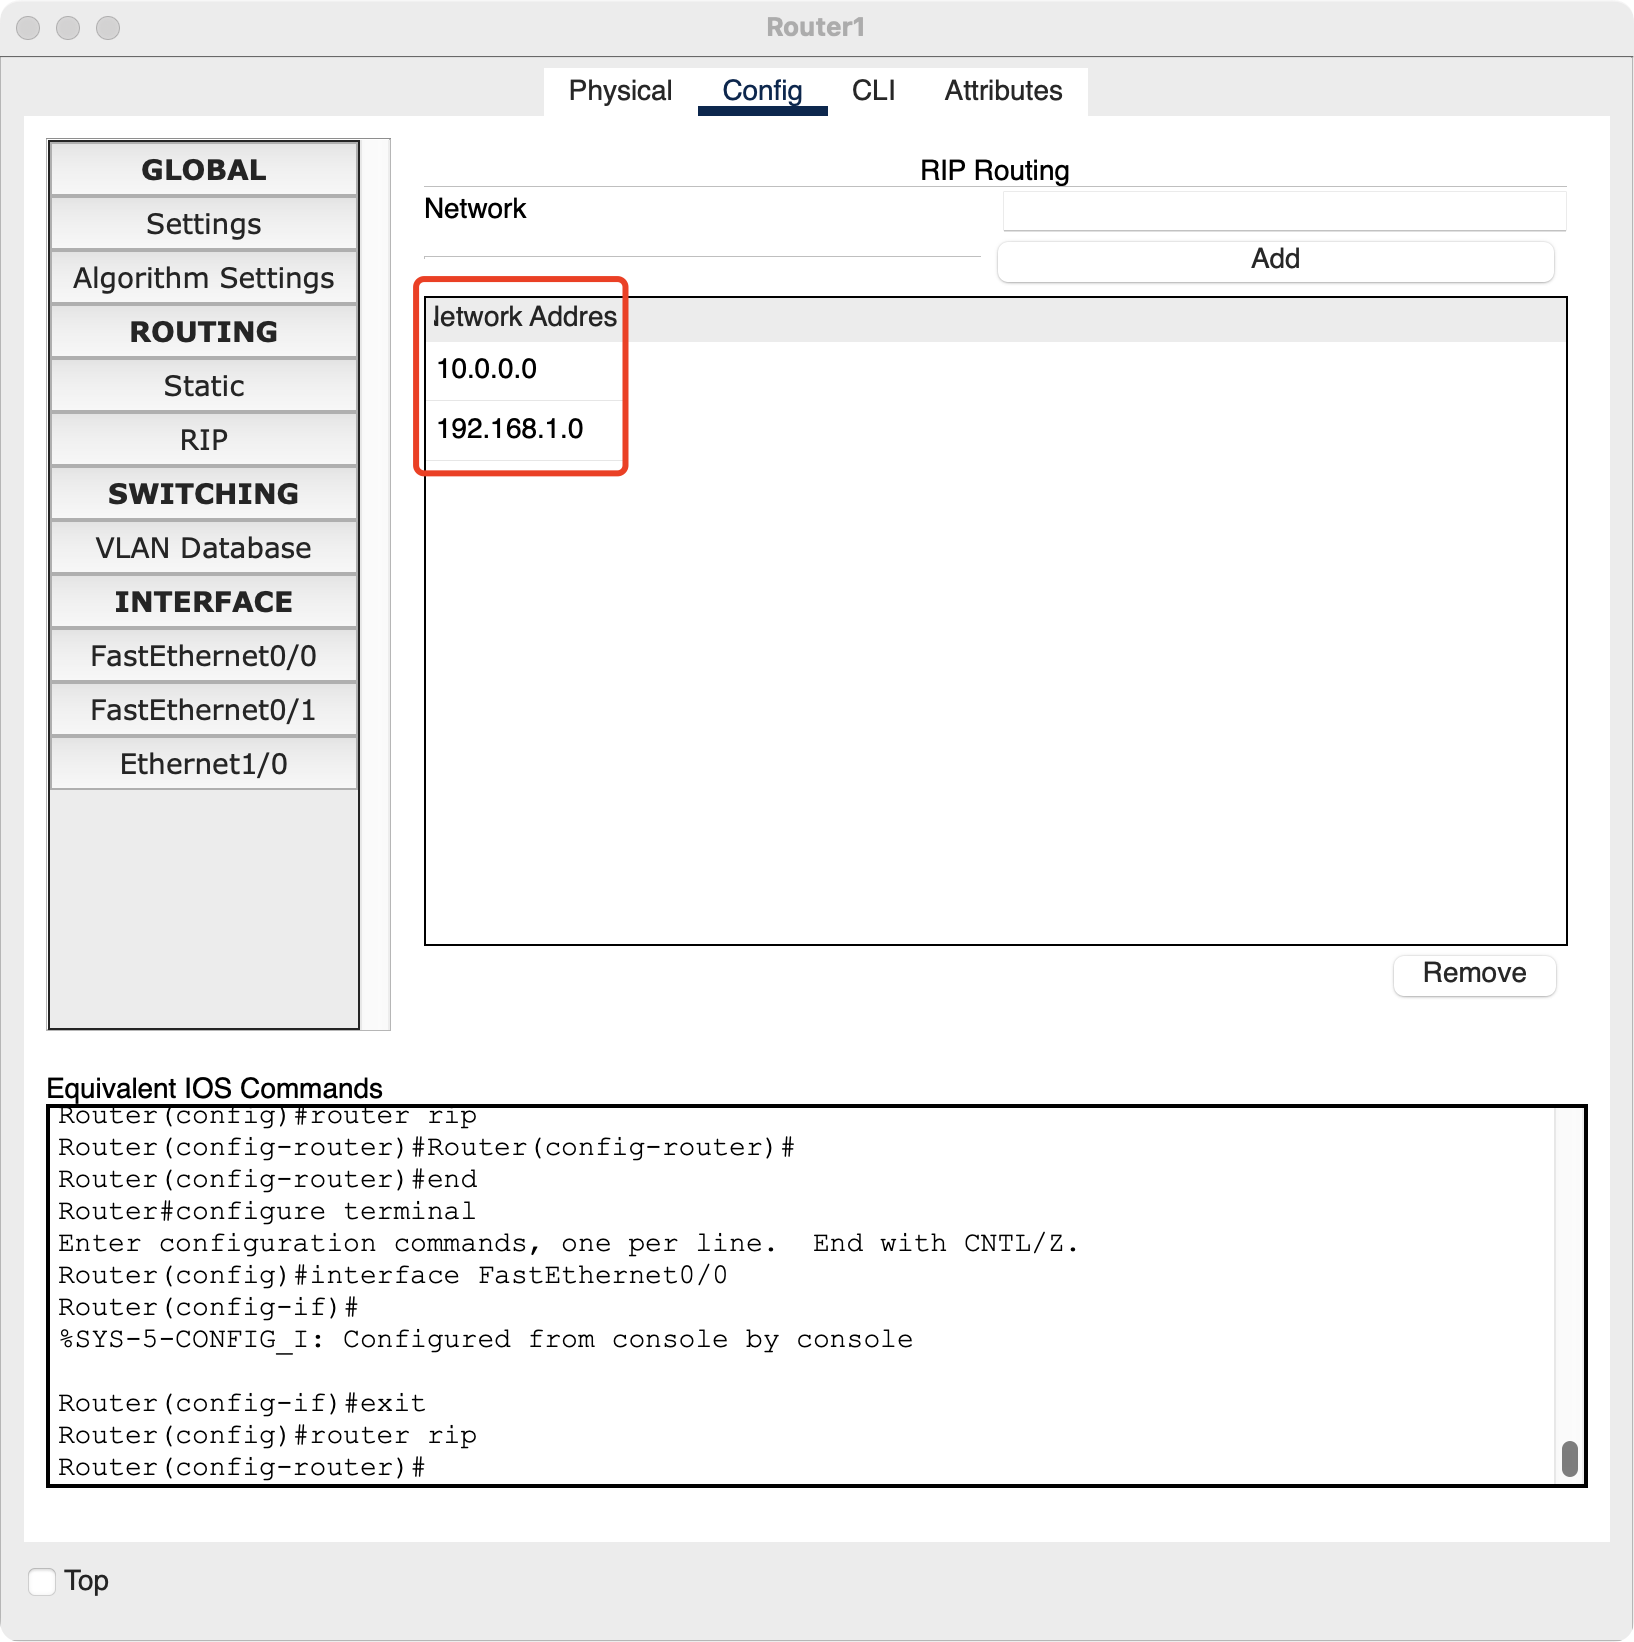 Router1
Physical Config CLI Attributes
GLOBAL
Settings
Algorithm Settings
ROUTING
Static
RIP
SWITCHING
VLAN Database
INTERFACE
FastEthernet0/0
FastEthernet0/1
Ethernet1/0
RIP Routing
Network
Add
Network Addres
10.0.0.0
192.168.1.0
Remove
Equivalent IOS Commands
Router(config)#router rip
Router(config-router)#Router(config-router)#
Router(config-router)#end
Router#configure terminal
Enter configuration commands, one per line.  End with CNTL/Z.
Router(config)#interface FastEthernet0/0
Router(config-if)#
%SYS-5-CONFIG_I: Configured from console by console
Router(config-if)#exit
Router(config)#router rip
Router(config-router)#
Top